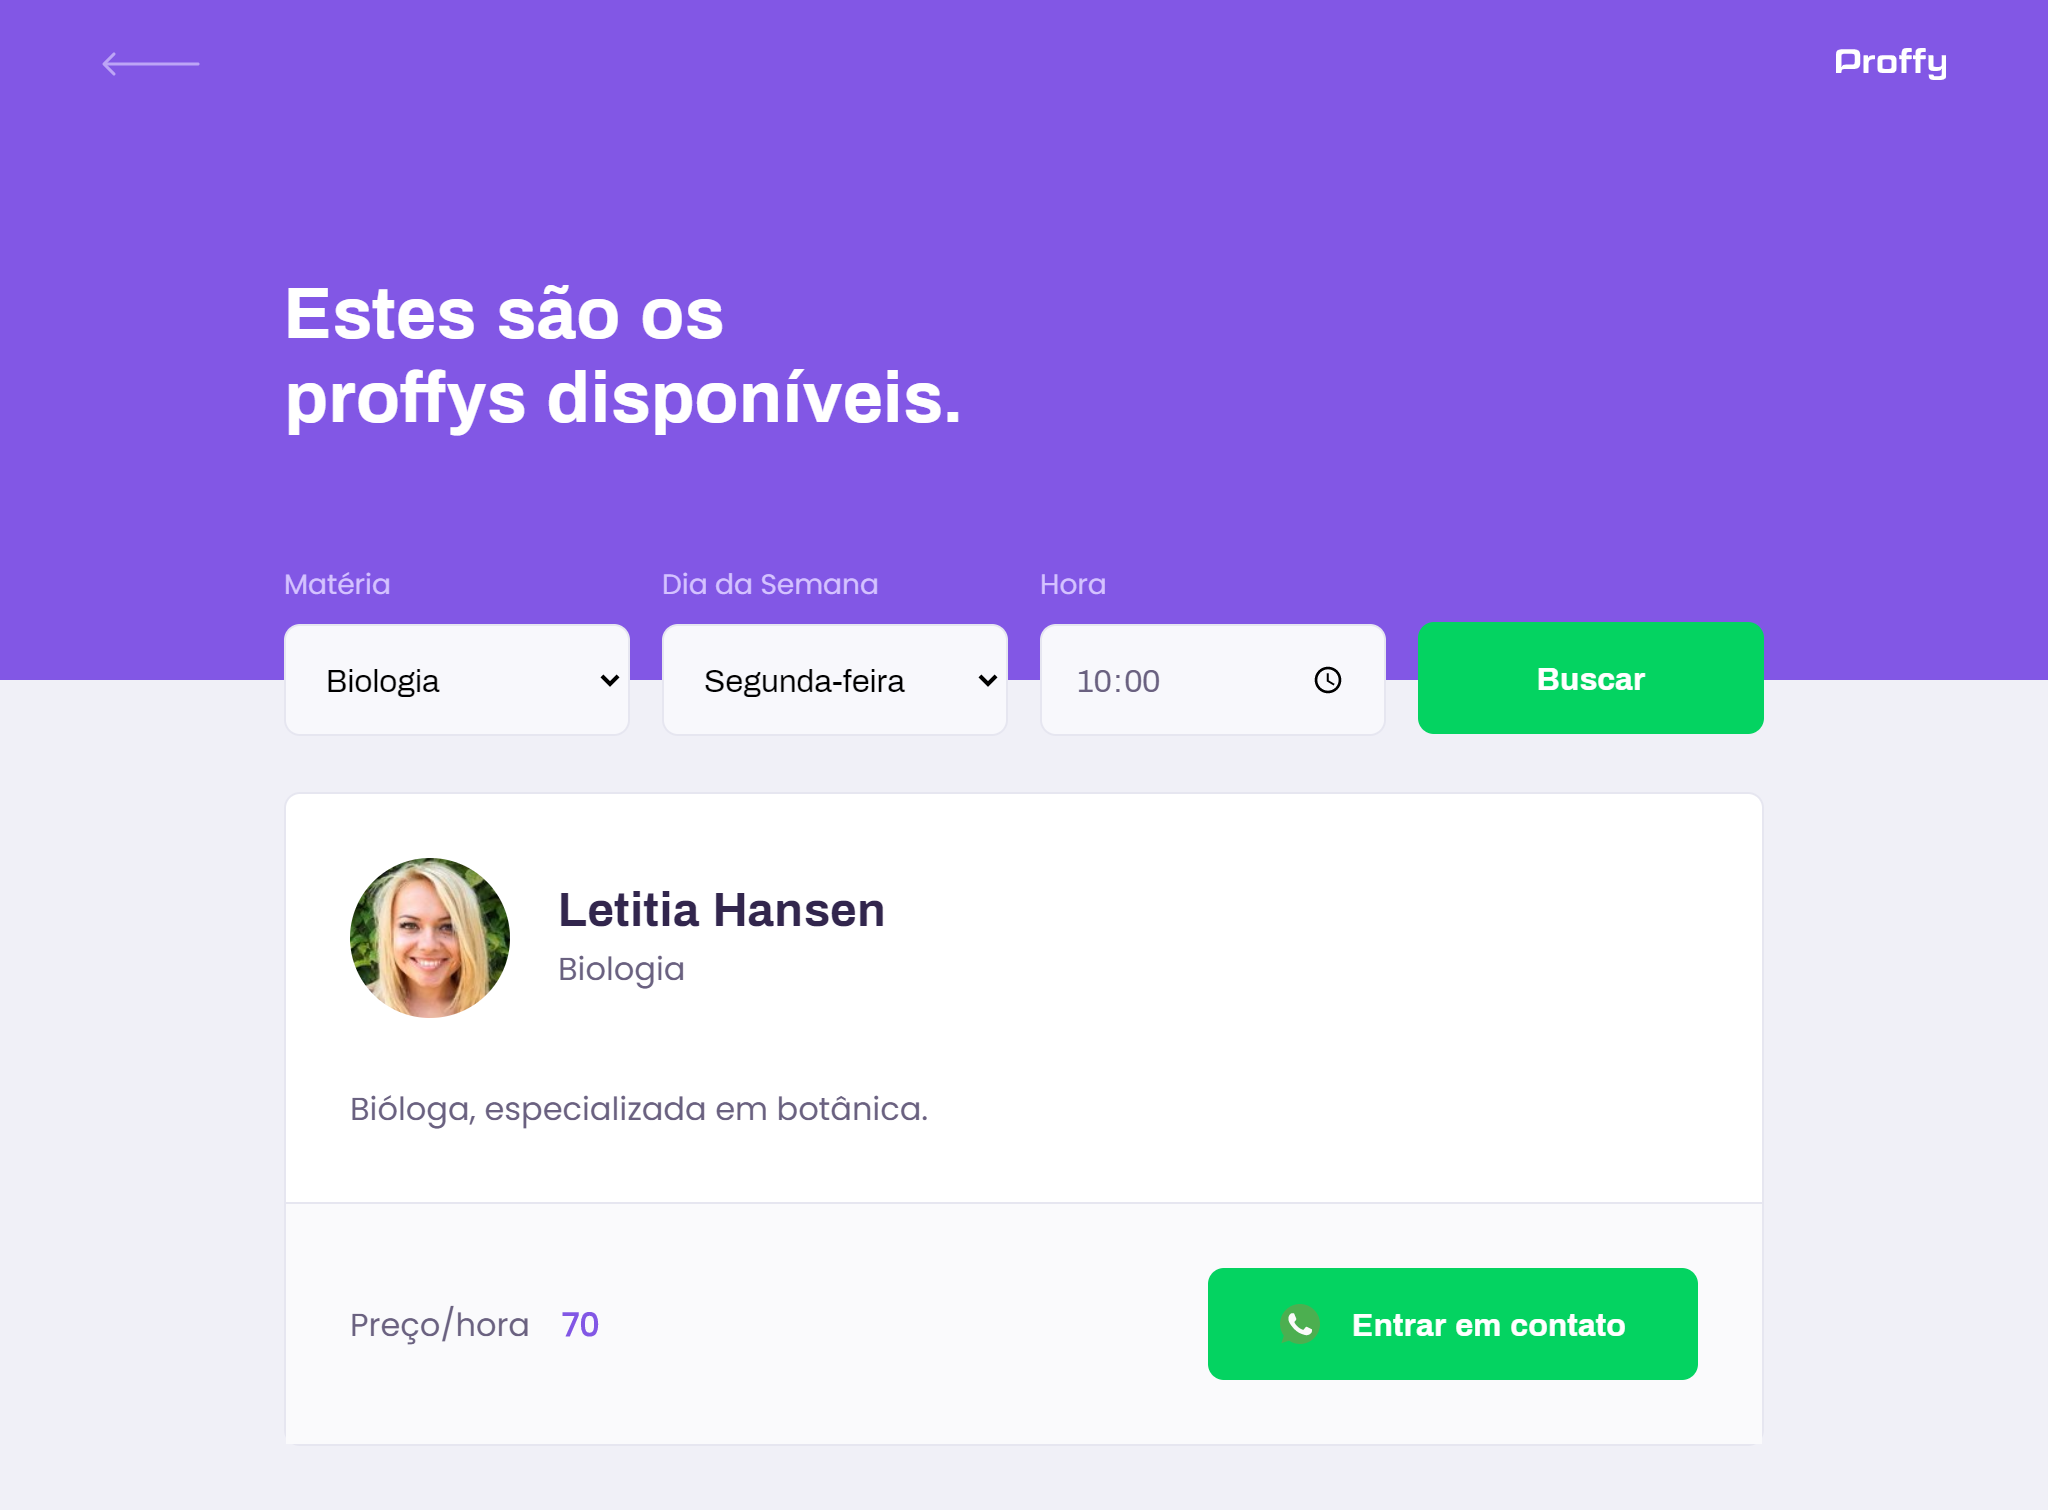 Proffy
Estes são os
proffys disponíveis.
Matéria
Dia da Semana
Hora
Biologia
Segunda-feira
10:00
Buscar
Letitia Hansen
Biologia
Bióloga, especializada em botânica.
Preço/hora 70
Entrar em contato